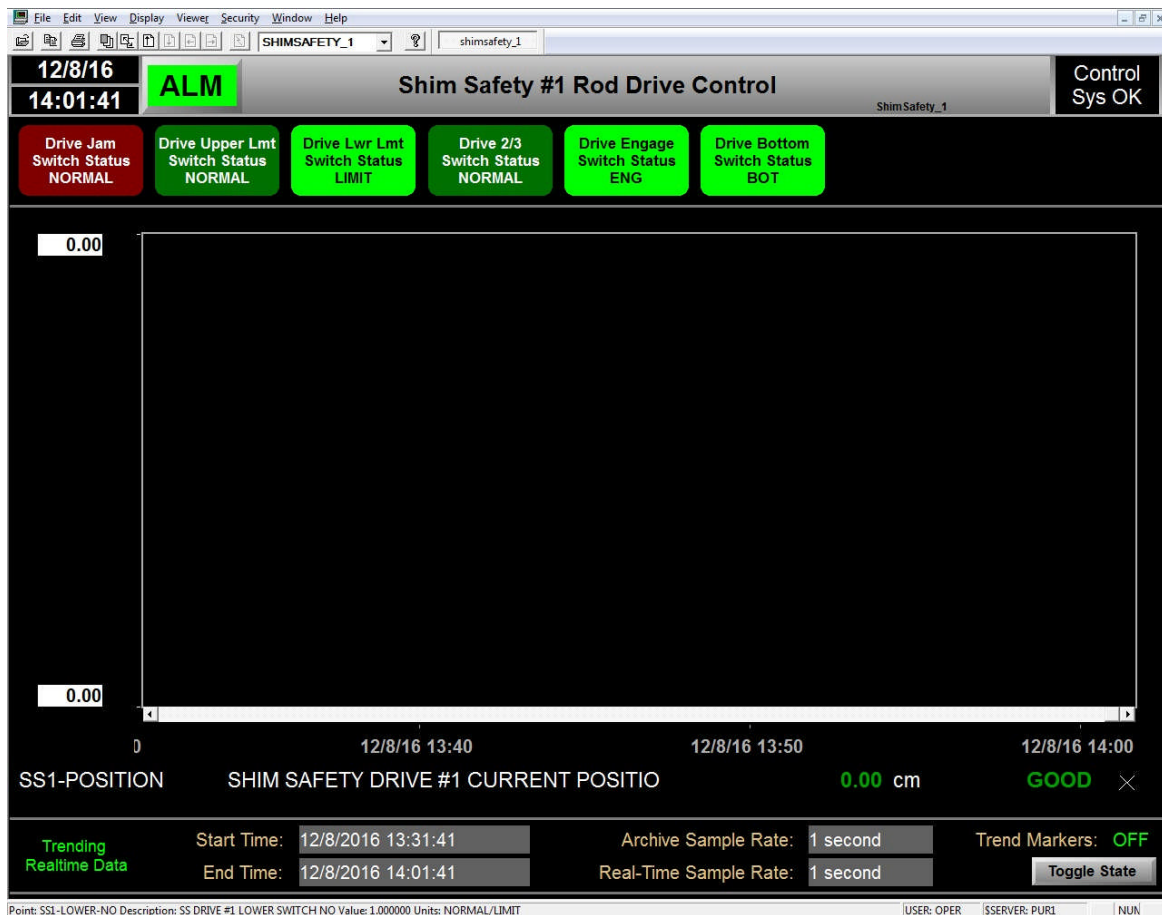 File Edit View Display Viewer Security Window Help
SHIMSAFETY_1 shimsafety_1
12/8/16
14:01:41
ALM
Shim Safety #1 Rod Drive Control
ShimSafety_1
Control
Sys OK
Drive Jam
Switch Status
NORMAL
Drive Upper Lmt
Switch Status
NORMAL
Drive Lwr Lmt
Switch Status
LIMIT
Drive 2/3
Switch Status
NORMAL
Drive Engage
Switch Status
ENG
Drive Bottom
Switch Status
BOT
0.00
0.00
0 12/8/16 13:40 12/8/16 13:50 12/8/16 14:00
SS1-POSITION SHIM SAFETY DRIVE #1 CURRENT POSITIO 0.00 cm GOOD
Trending
Realtime Data
Start Time: 12/8/2016 13:31:41
End Time: 12/8/2016 14:01:41
Archive Sample Rate: 1 second
Real-Time Sample Rate: 1 second
Trend Markers: OFF
Toggle State
Point: SS1-LOWER-NO Description: SS DRIVE #1 LOWER SWITCH NO Value: 1.000000 Units: NORMAL/LIMIT USER: OPER $SERVER: PUR1 NUM